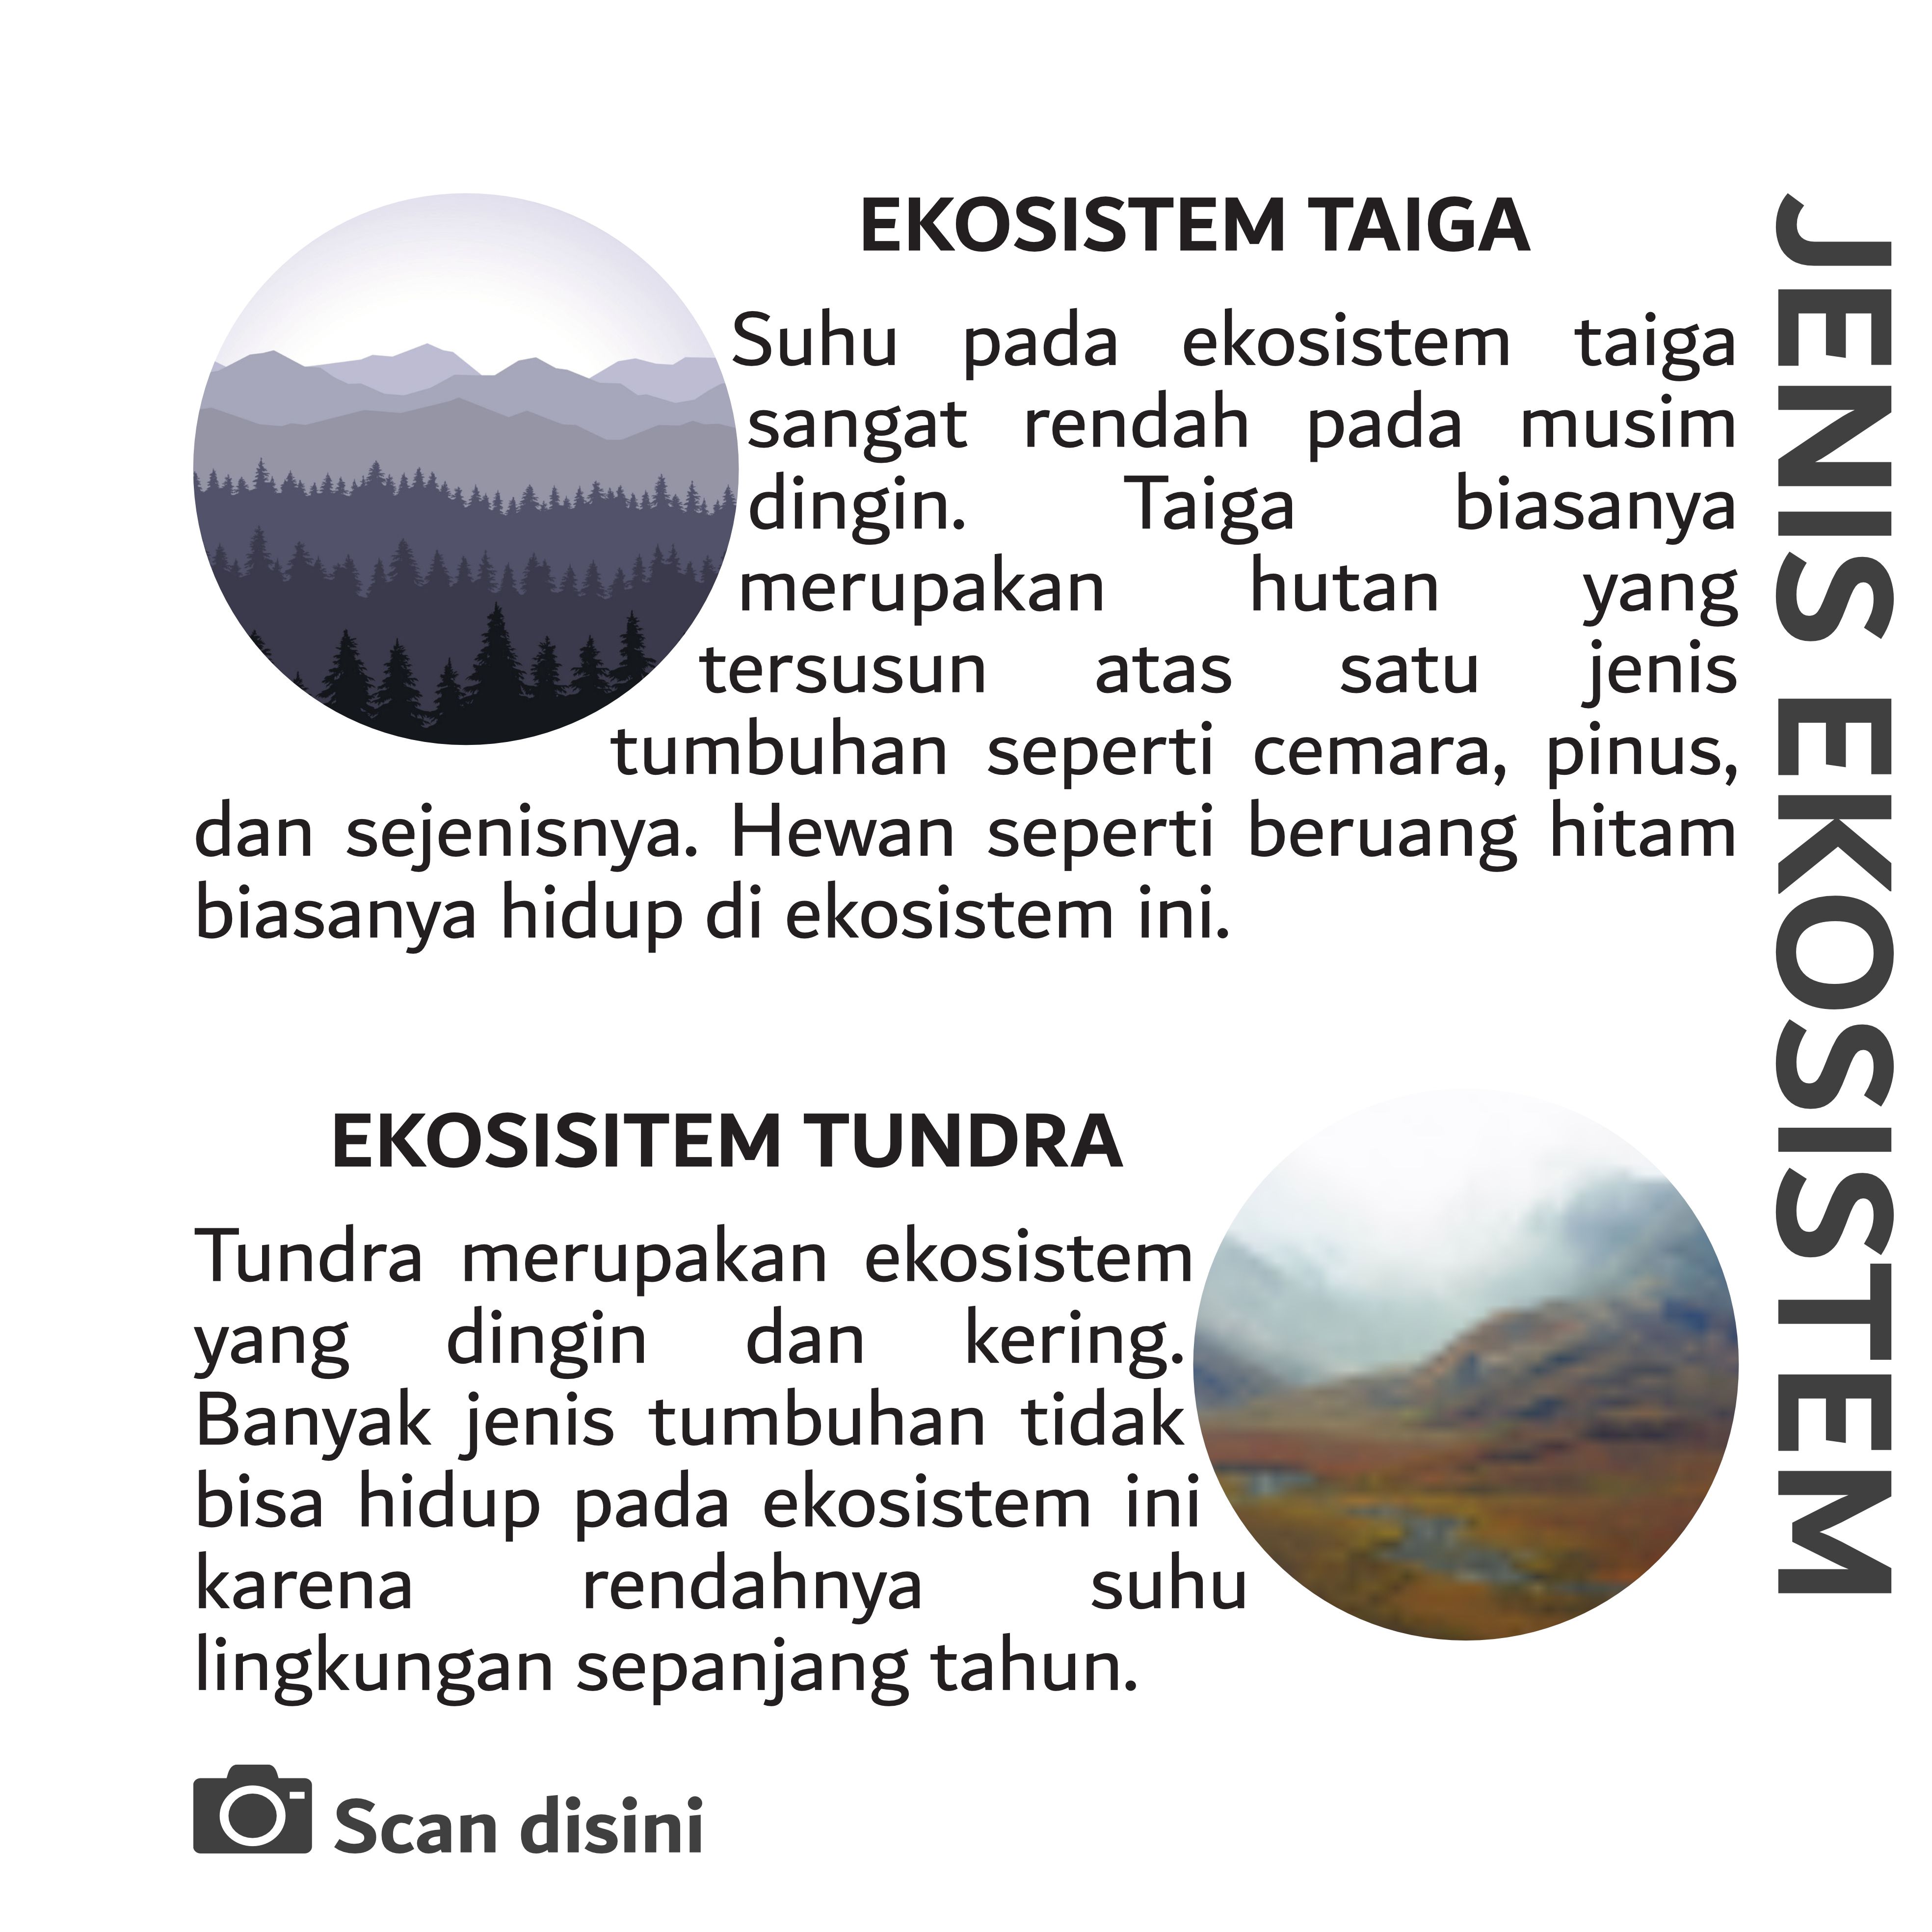 EKOSISTEM TAIGA
Suhu pada ekosistem taiga
sangat rendah pada musim
dingin. Taiga biasanya
merupakan hutan yang
tersusun atas satu jenis
tumbuhan seperti cemara, pinus,
dan sejenisnya. Hewan seperti beruang hitam
biasanya hidup di ekosistem ini.
EKOSISITEM TUNDRA
Tundra merupakan ekosistem
yang dingin dan kering.
Banyak jenis tumbuhan tidak
bisa hidup pada ekosistem ini
karena rendahnya suhu
lingkungan sepanjang tahun.
Scan disini
JENIS EKOSISTEM